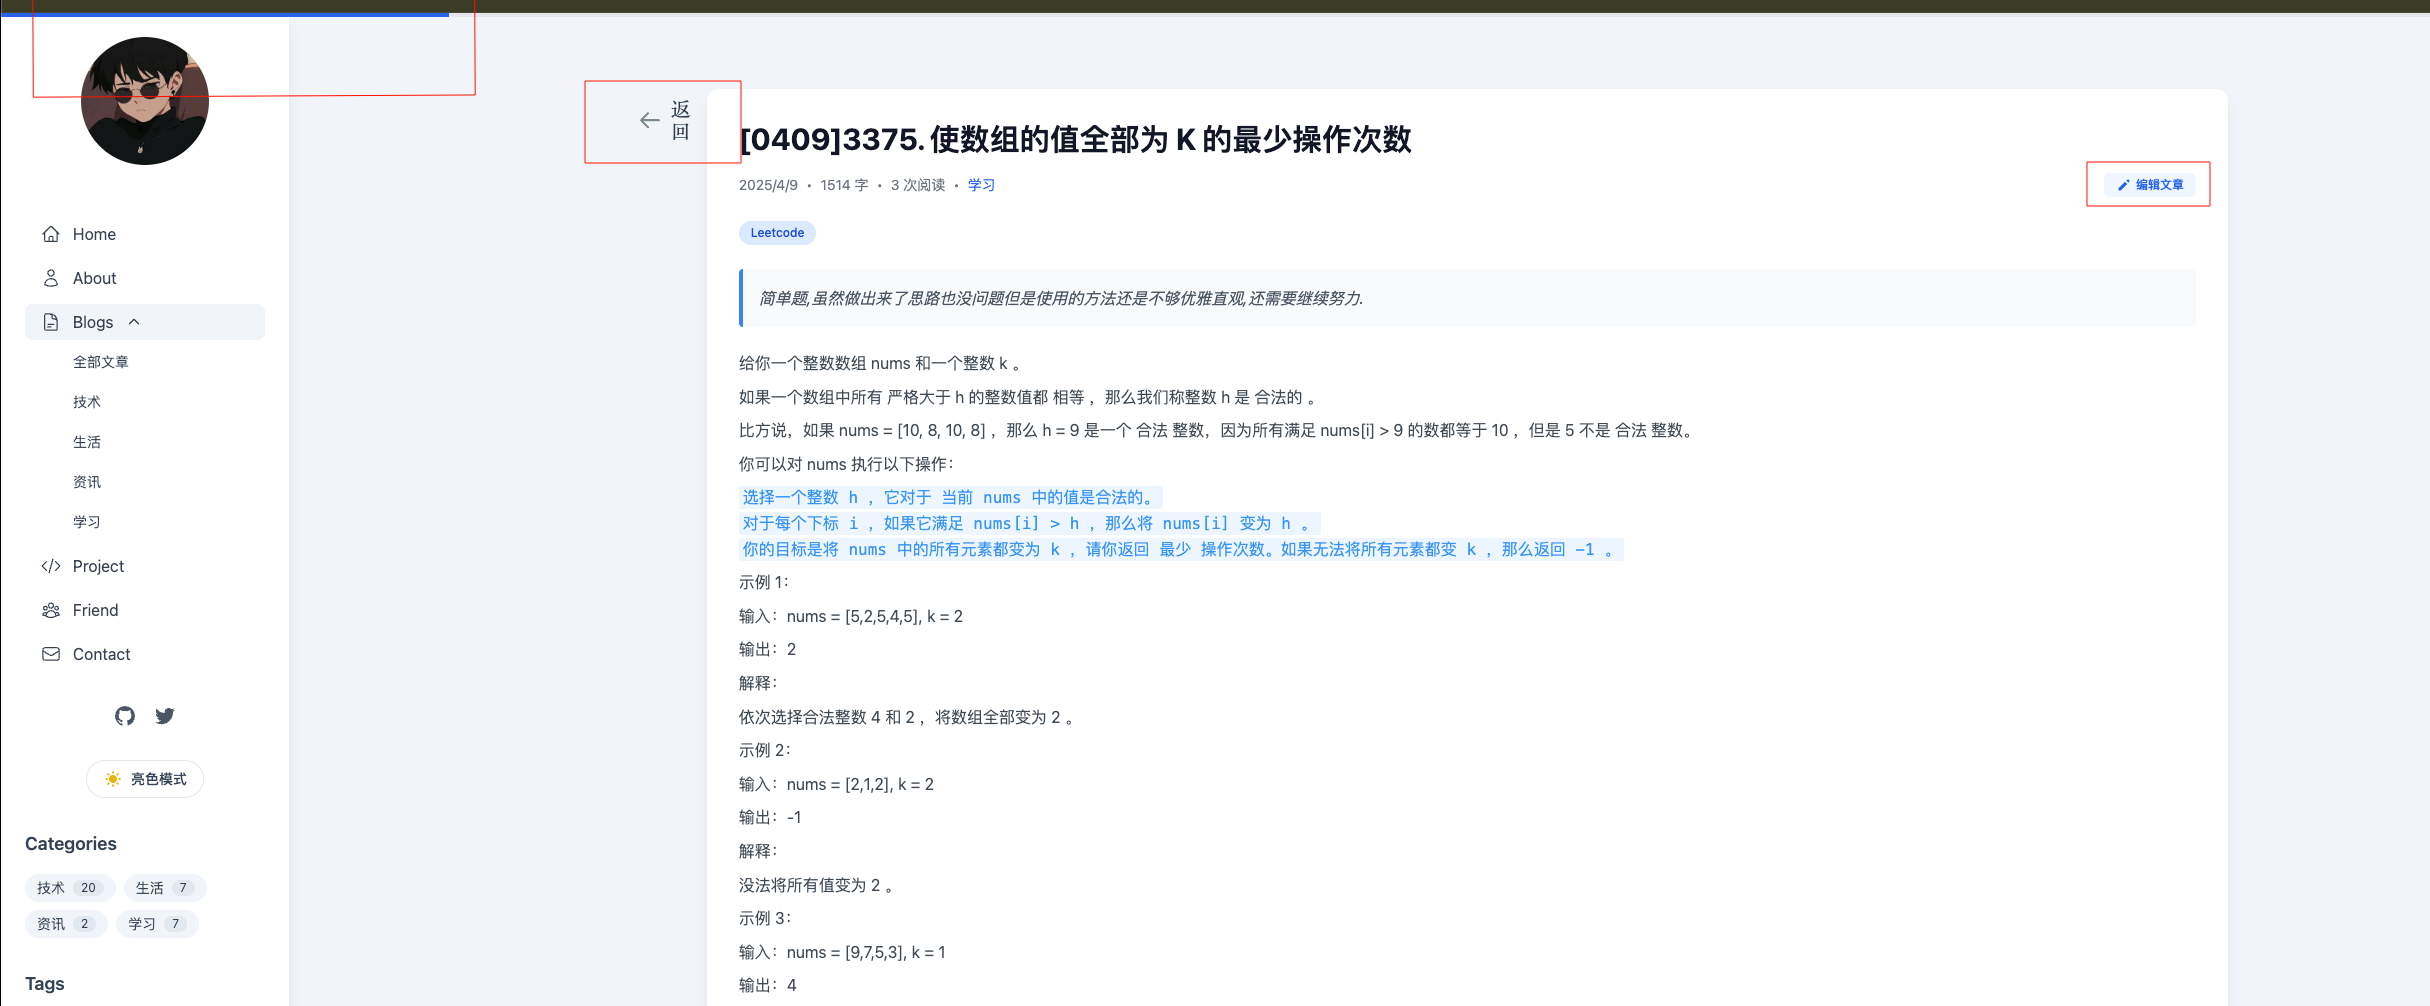 Home
About
Blogs
全部文章
技术
生活
资讯
学习
Project
Friend
Contact
亮色模式
Categories
技术 20
生活 7
资讯 2
学习 7
Tags
返回
[0409]3375. 使数组的值全部为 K 的最少操作次数
2025/4/9 • 1514 字 • 3 次阅读 • 学习
编辑文章
Leetcode
简单题,虽然做出来了思路也没问题但是使用的方法还是不够优雅直观,还需要继续努力.
给你一个整数数组 nums 和一个整数 k 。
如果一个数组中所有 严格大于 h 的整数值都 相等 ，那么我们称整数 h 是 合法的 。
比方说，如果 nums = [10, 8, 10, 8] ，那么 h = 9 是一个 合法 整数，因为所有满足 nums[i] > 9 的数都等于 10 ，但是 5 不是 合法 整数。
你可以对 nums 执行以下操作：
选择一个整数 h ，它对于 当前 nums 中的值是合法的。
对于每个下标 i ，如果它满足 nums[i] > h ，那么将 nums[i] 变为 h 。
你的目标是将 nums 中的所有元素都变为 k ，请你返回 最少 操作次数。如果无法将所有元素都变 k ，那么返回 -1 。
示例 1：
输入：nums = [5,2,5,4,5], k = 2
输出：2
解释：
依次选择合法整数 4 和 2 ，将数组全部变为 2 。
示例 2：
输入：nums = [2,1,2], k = 2
输出：-1
解释：
没法将所有值变为 2 。
示例 3：
输入：nums = [9,7,5,3], k = 1
输出：4